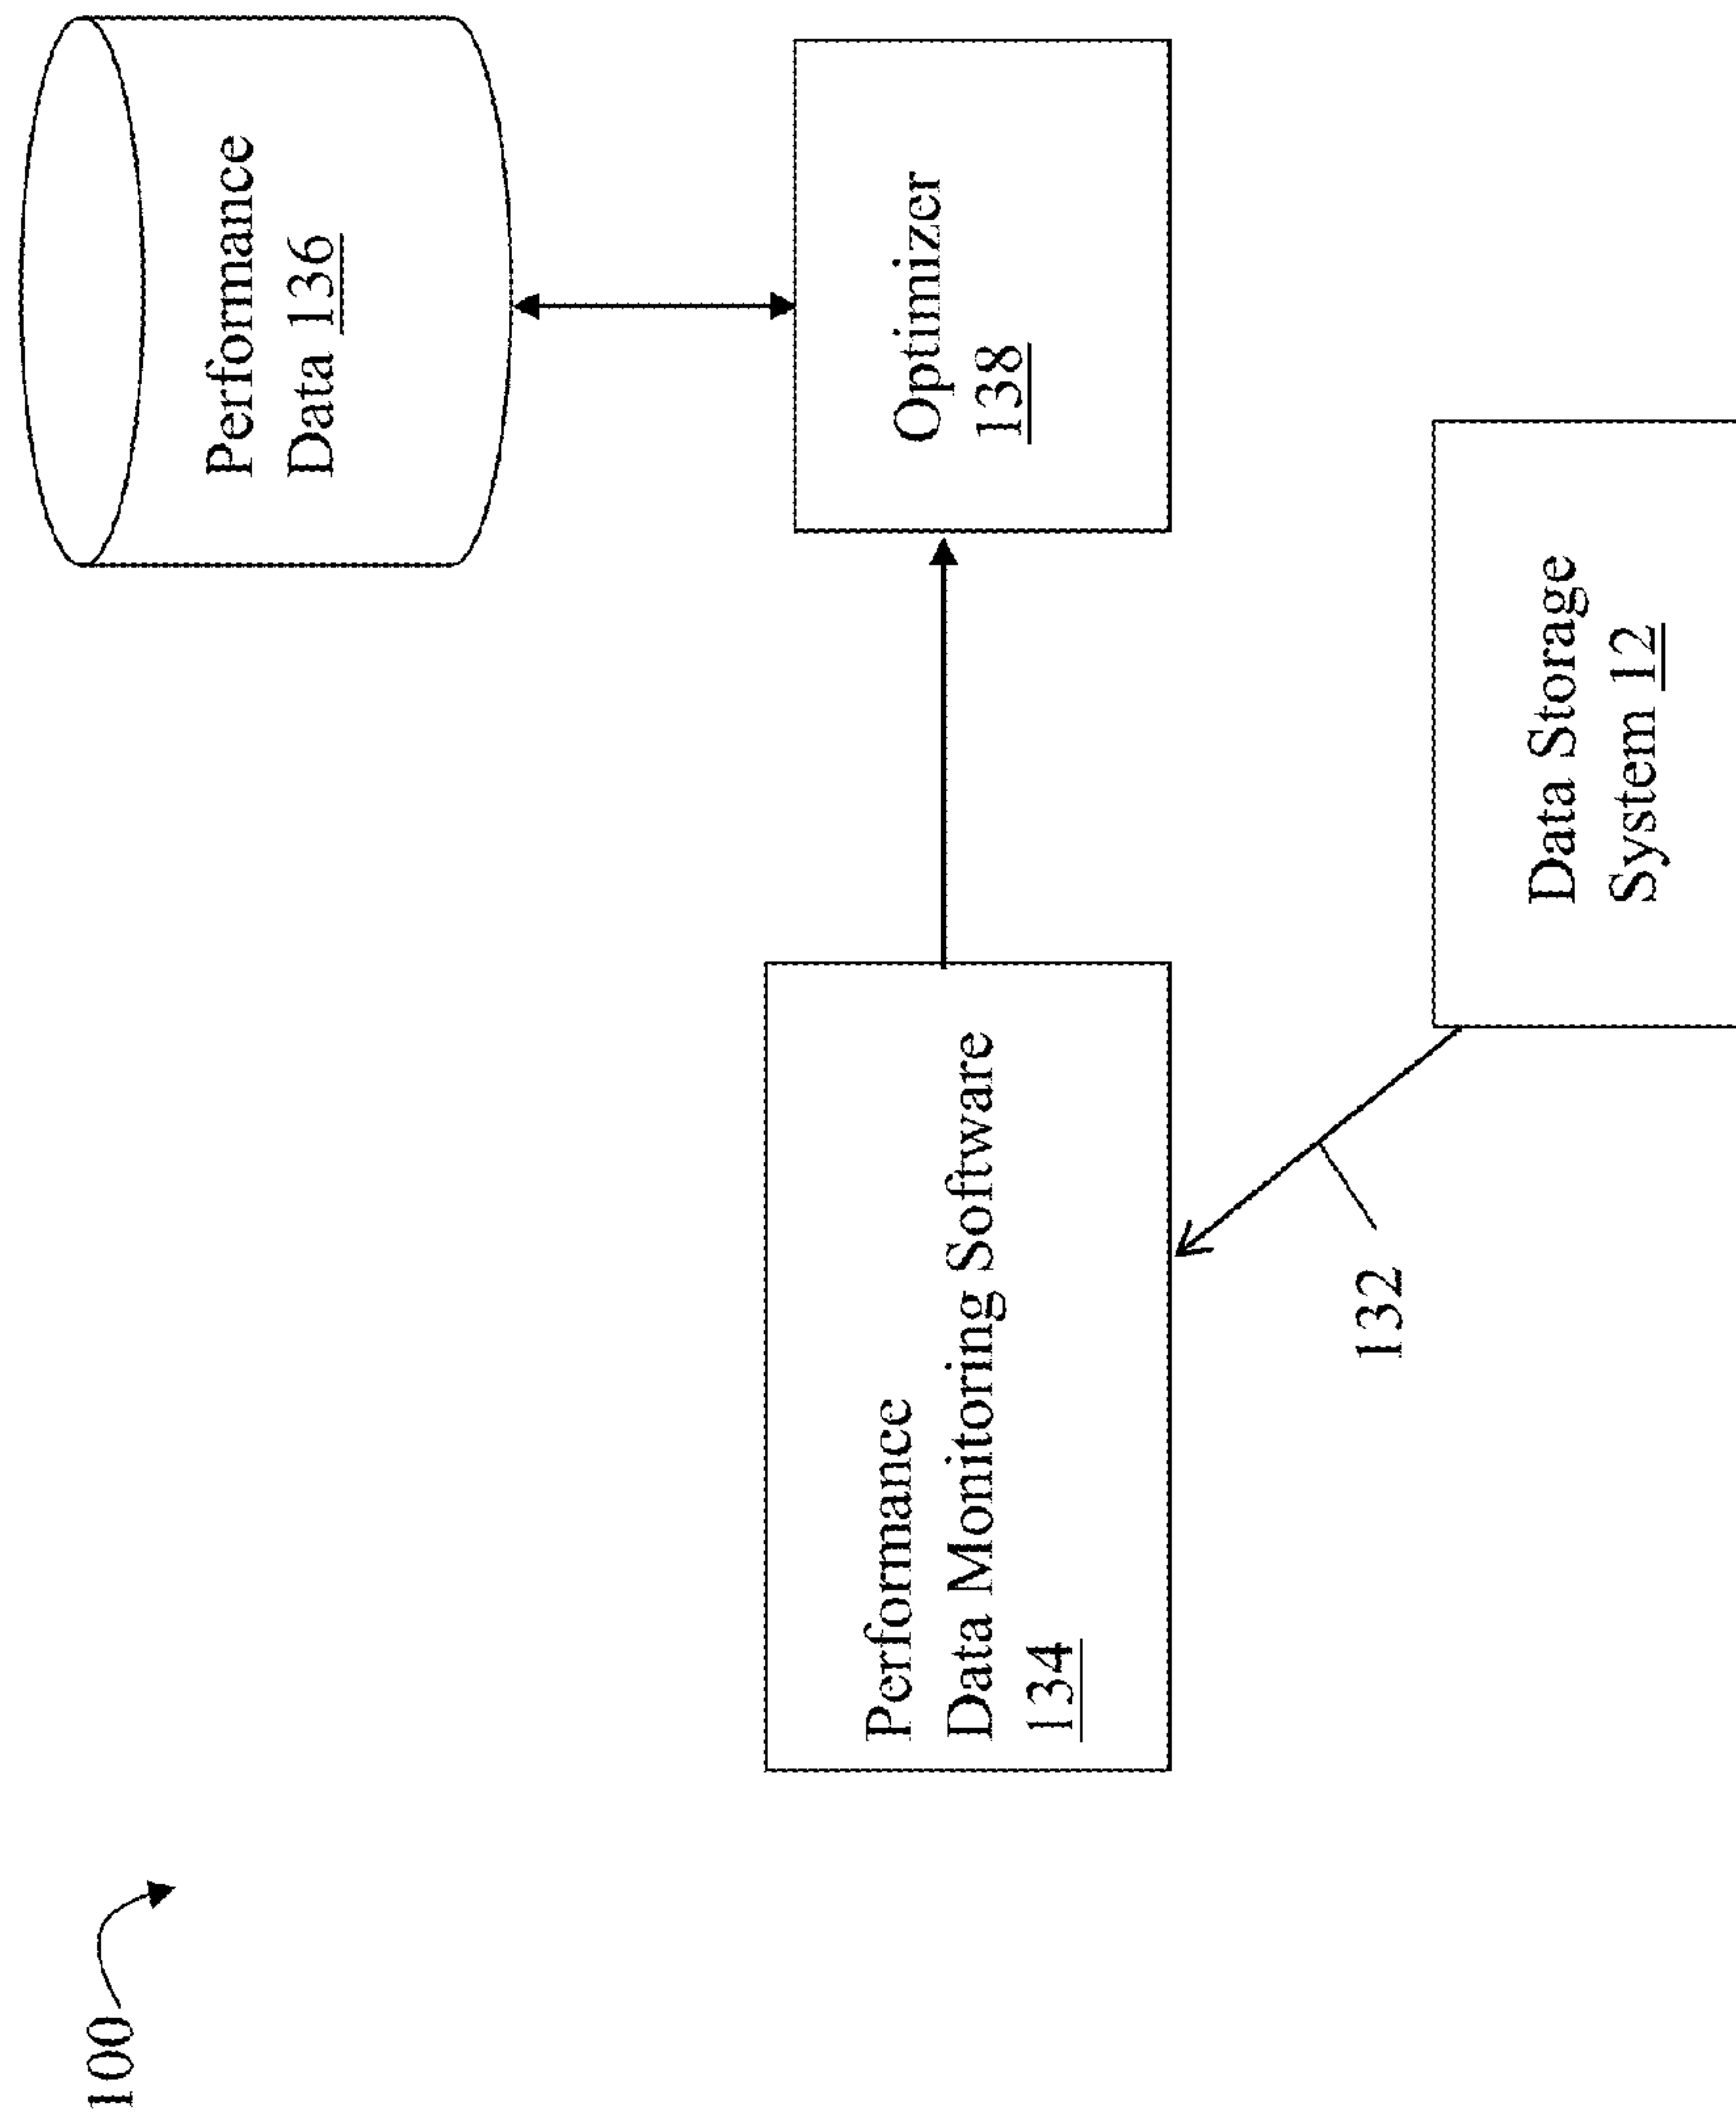 100
Performance
Data 136
Performance
Data Monitoring Software
134
Optimizer
138
132
Data Storage
System 12